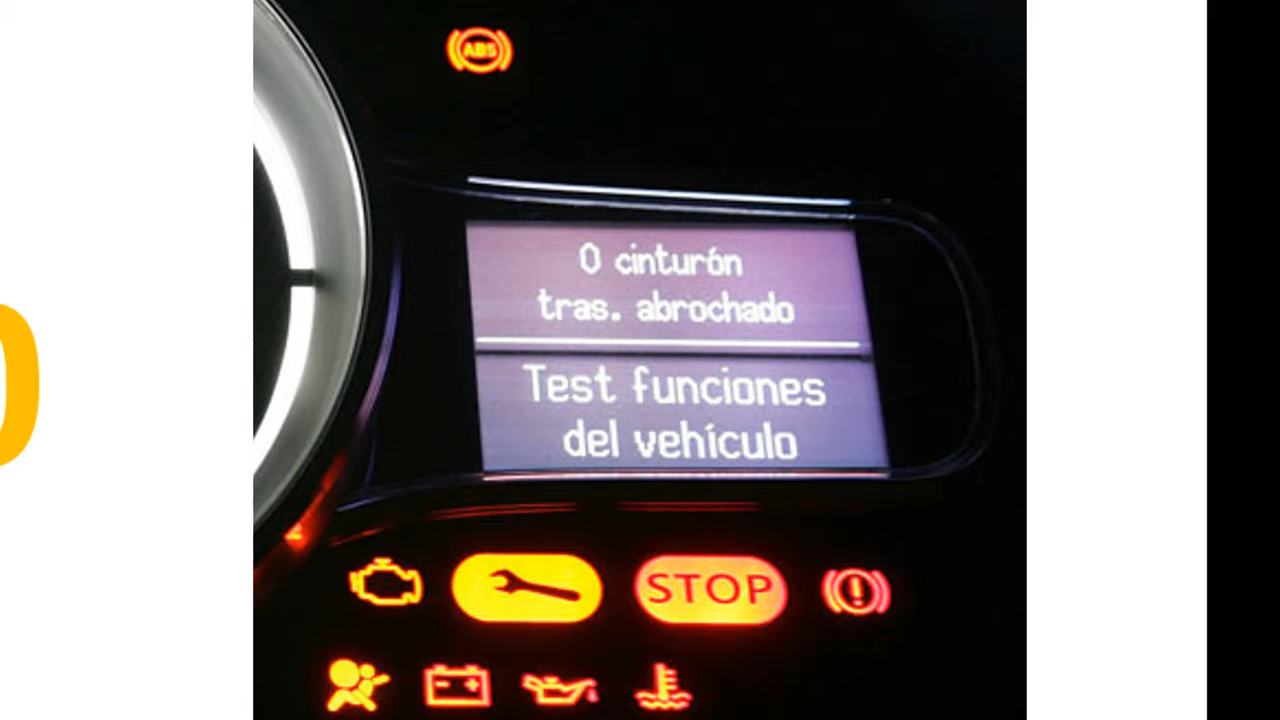 ABS
0 cinturón
tras. abrochado
Test funciones
del vehículo
STOP